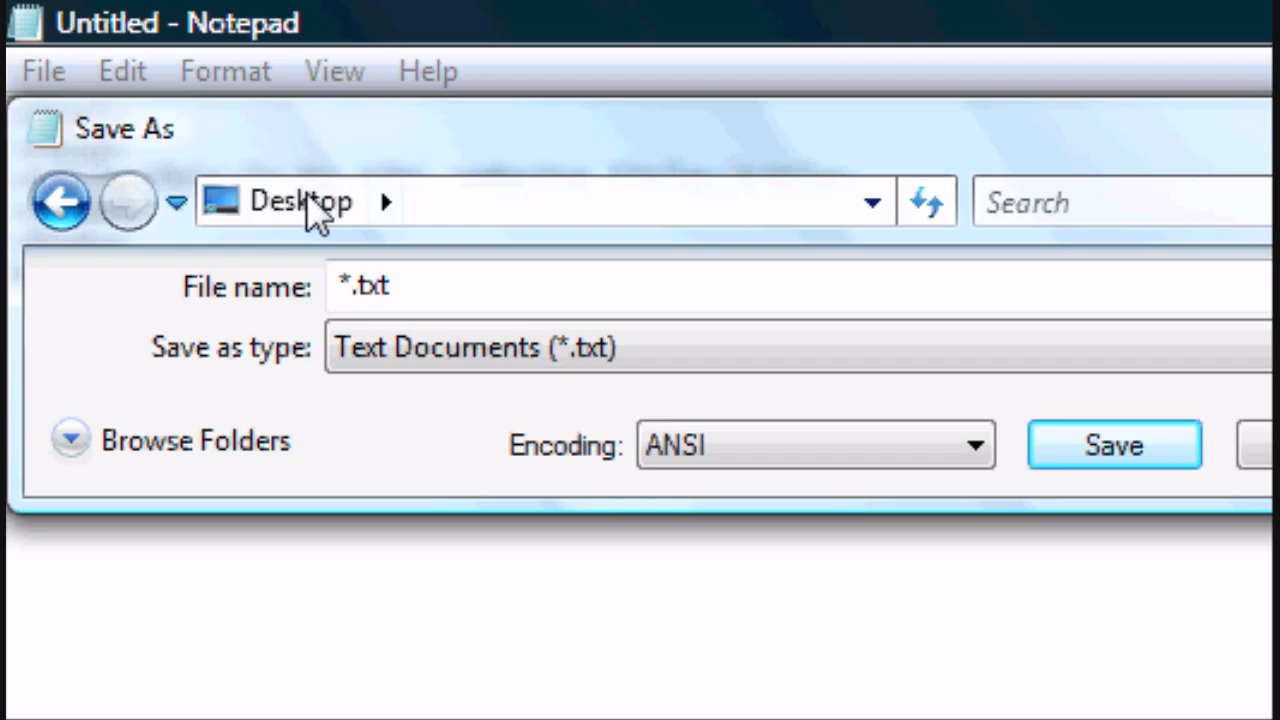 Untitled - Notepad
File Edit Format View Help
Save As
Desktop
Search
File name: *.txt
Save as type: Text Documents (*.txt)
Browse Folders
Encoding: ANSI
Save